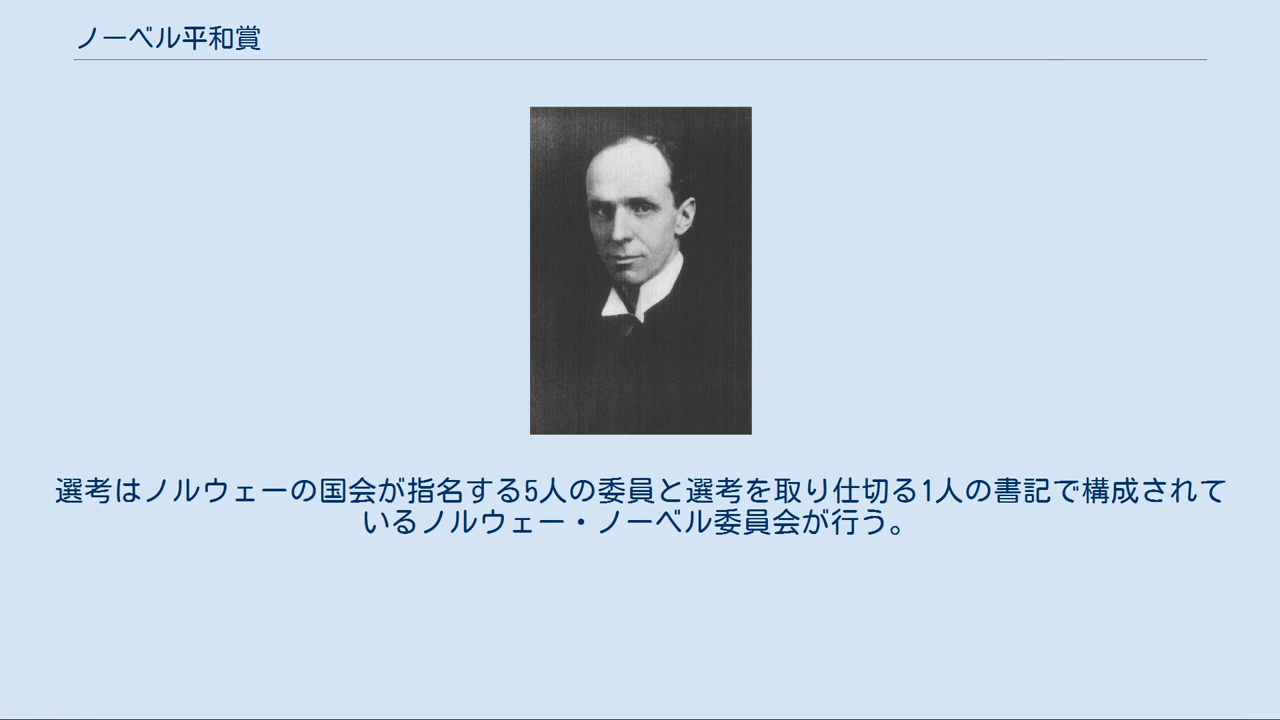 ノーベル平和賞
選考はノルウェーの国会が指名する5人の委員と選考を取り仕切る1人の書記で構成されて
いるノルウェー・ノーベル委員会が行う。